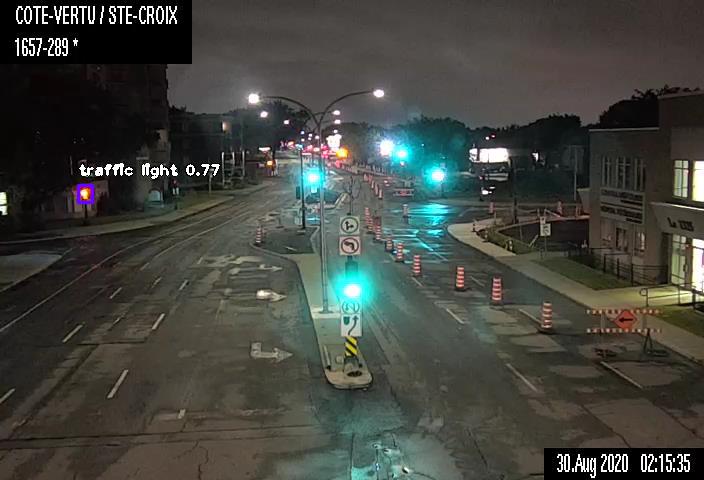 COTE-VERTU / STE-CROIX
1657-289 *
traffic light 0.77
30.Aug 2020 02:15:35